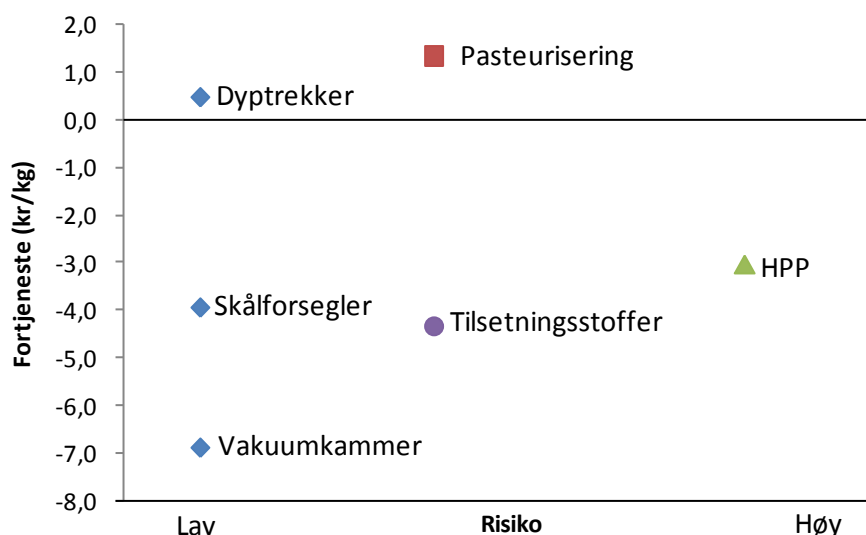 2,0
Pasteurisering
1,0
Dyptrekker
0,0
-1,0
-2,0
-3,0
HPP
-4,0
Skålforsegler
Tilsetningsstoffer
-5,0
-6,0
-7,0
Vakuumkammer
-8,0
Fortjeneste (kr/kg)
Lav
Risiko
Høy